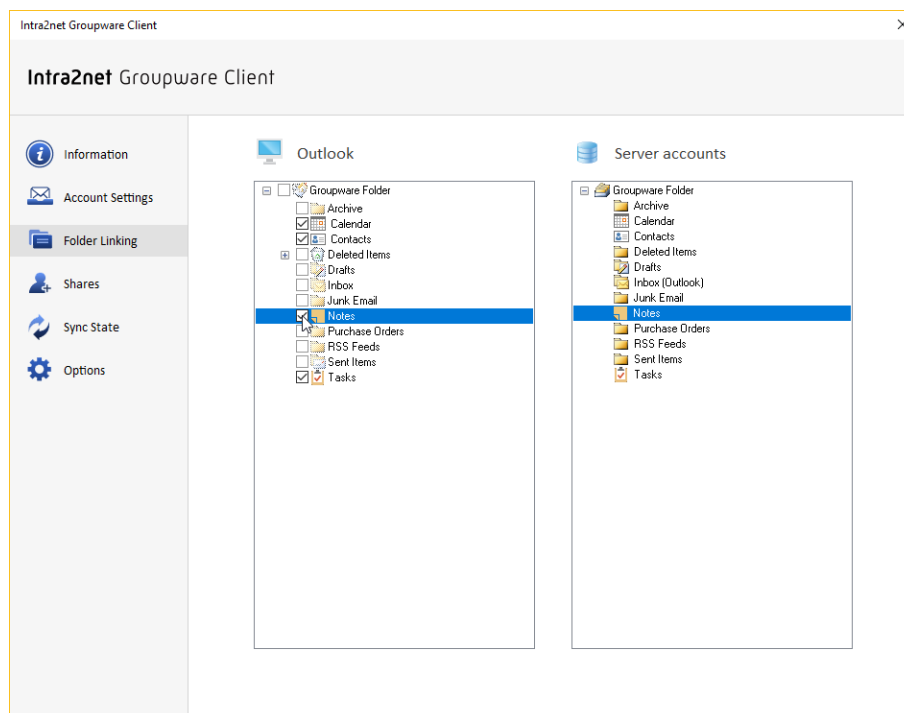 Intra2net Groupware Client
Intra2net Groupware Client
Information
Account Settings
Folder Linking
Shares
Sync State
Options
Outlook
Groupware Folder
Archive
Calendar
Contacts
Deleted Items
Drafts
Inbox
Junk Email
Notes
Purchase Orders
RSS Feeds
Sent Items
Tasks
Server accounts
Groupware Folder
Archive
Calendar
Contacts
Deleted Items
Drafts
Inbox (Outlook)
Junk Email
Notes
Purchase Orders
RSS Feeds
Sent Items
Tasks